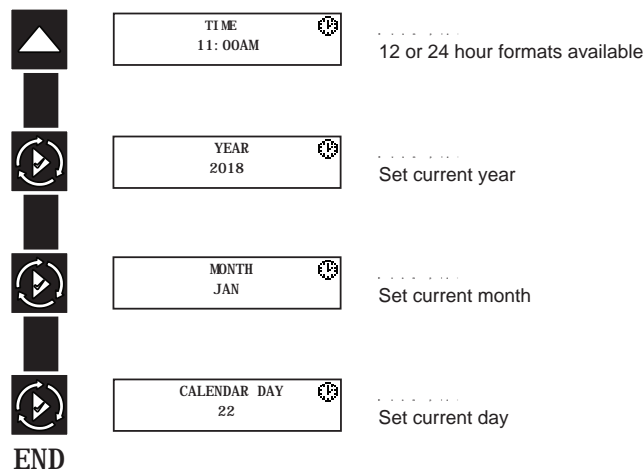 TIME
11:00AM
12 or 24 hour formats available
YEAR
2018
Set current year
MONTH
JAN
Set current month
CALENDAR DAY
22
Set current day
END